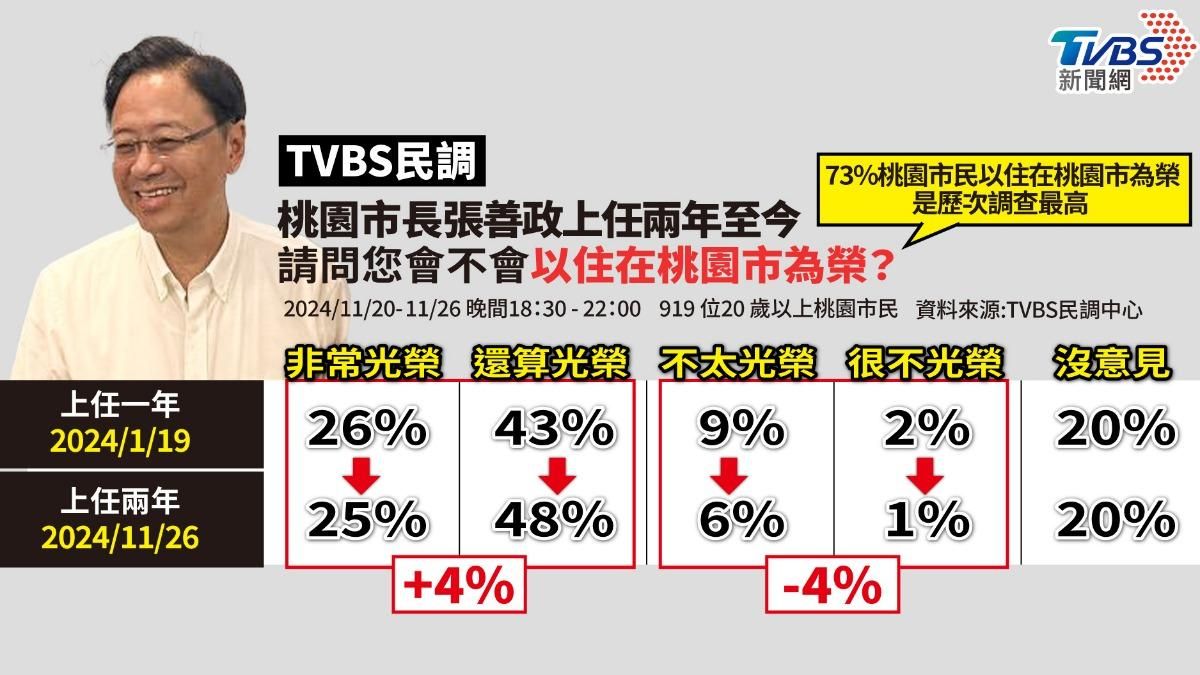 TVBS
新聞網
TVBS民調
73%桃園市民以住在桃園市為榮
是歷次調查最高
桃園市長張善政上任兩年至今
請問您會不會以住在桃園市為榮？
2024/11/20-11/26 晚間18:30-22:00 919 位20 歲以上桃園市民 資料來源:TVBS民調中心
非常光榮 還算光榮 不太光榮 很不光榮 沒意見
上任一年
2024/1/19
26% 43% 9% 2% 20%
上任兩年
2024/11/26
25% 48% 6% 1% 20%
+4% -4%